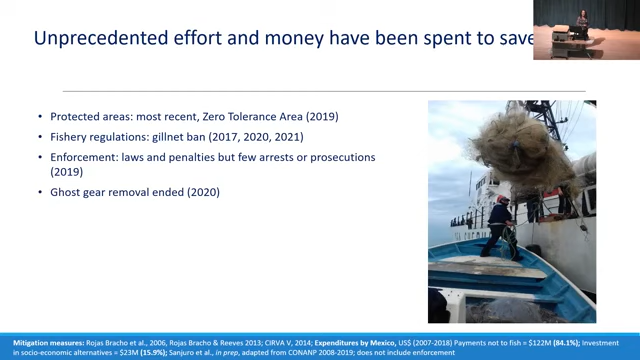 Unprecedented effort and money have been spent to save
• Protected areas: most recent, Zero Tolerance Area (2019)
• Fishery regulations: gillnet ban (2017, 2020, 2021)
• Enforcement: laws and penalties but few arrests or prosecutions
(2019)
• Ghost gear removal ended (2020)
Mitigation measures: Rojas Bracho et al., 2006, Rojas Bracho & Reeves 2013; CIRVA V, 2014; Expenditures by Mexico, US$ (2007-2018) Payments not to fish = $122M (84.1%); Investment
in socio-economic alternatives = $23M (15.9%); Sanjuro et al., in prep, adapted from CONANP 2008-2019; does not include enforcement